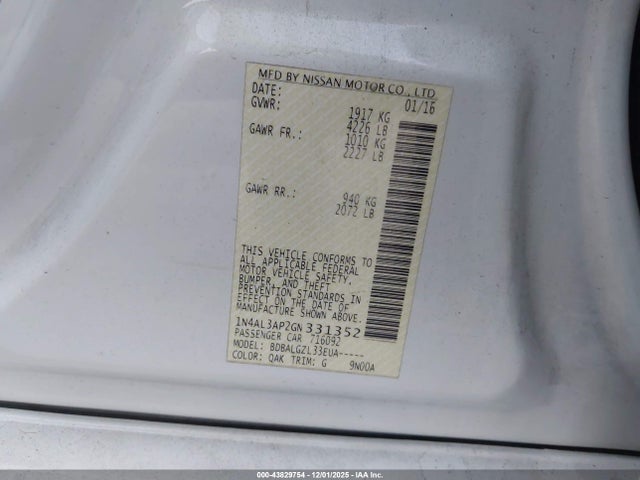 MFD BY NISSAN MOTOR CO., LTD
DATE: 01/16
GVWR: 1917 KG
4226 LB
GAWR FR.: 1010 KG
2227 LB
GAWR RR.: 940 KG
2072 LB
THIS VEHICLE CONFORMS TO
ALL APPLICABLE FEDERAL
MOTOR VEHICLE SAFETY,
BUMPER, AND THEFT
PREVENTION STANDARDS IN
EFFECT ON THE DATE OF
MANUFACTURE SHOWN ABOVE.
1N4AL3AP2GN331352
PASSENGER CAR 716092
MODEL: BDBALGZL33EUA-----
COLOR: QAK TRIM: G 9N00A
000-43829754 - 12/01/2025 - IAA Inc.